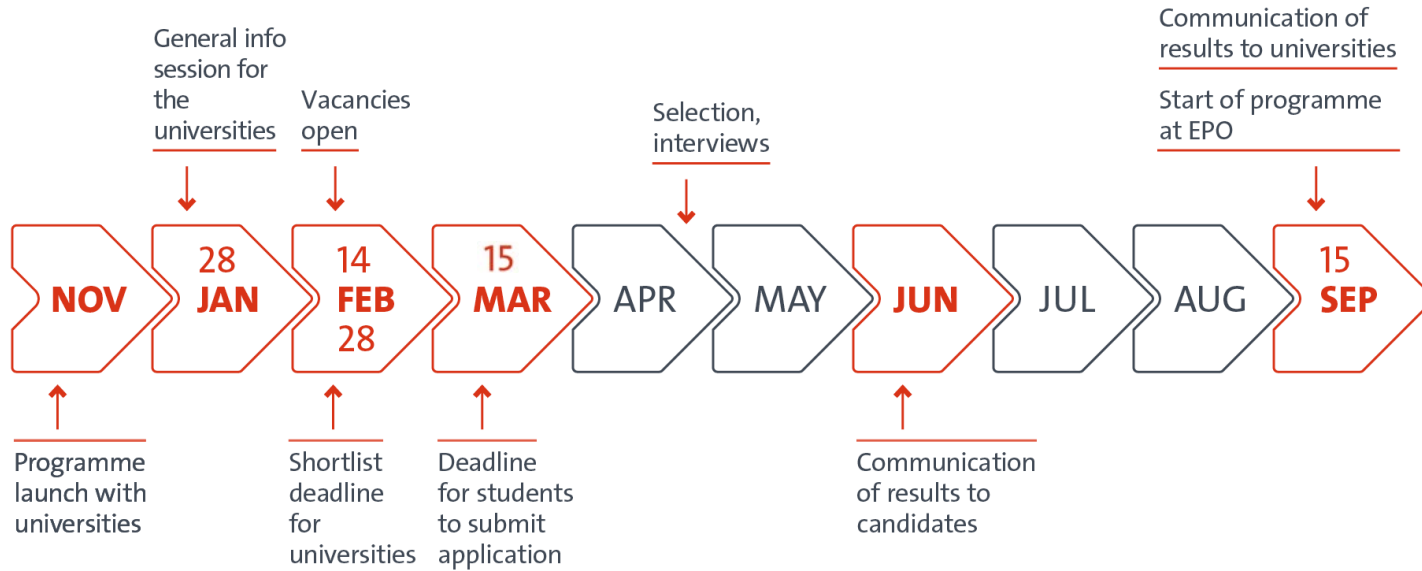 General info
session for
the
universities
Vacancies
open
Selection,
interviews
Communication of
results to universities
Start of programme
at EPO
NOV
28
JAN
14
FEB
28
15
MAR
APR
MAY
JUN
JUL
AUG
15
SEP
Programme
launch with
universities
Shortlist
deadline
for
universities
Deadline
for students
to submit
application
Communication
of results to
candidates